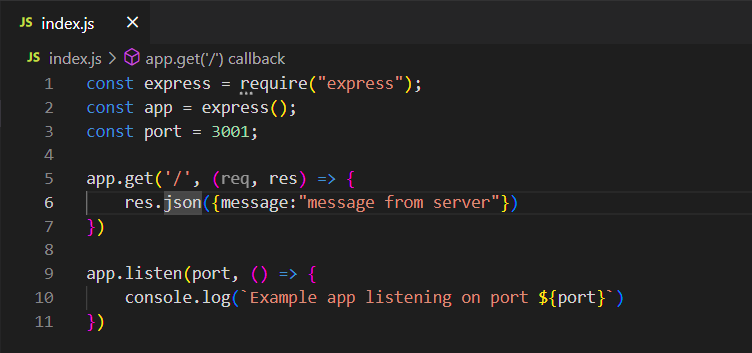 JS index.js ×
JS index.js > app.get('/') callback
1 const express = require("express");
2 const app = express();
3 const port = 3001;
4
5 app.get('/', (req, res) => {
6     res.json({message:"message from server"})
7 })
8
9 app.listen(port, () => {
10     console.log(`Example app listening on port ${port}`)
11 })